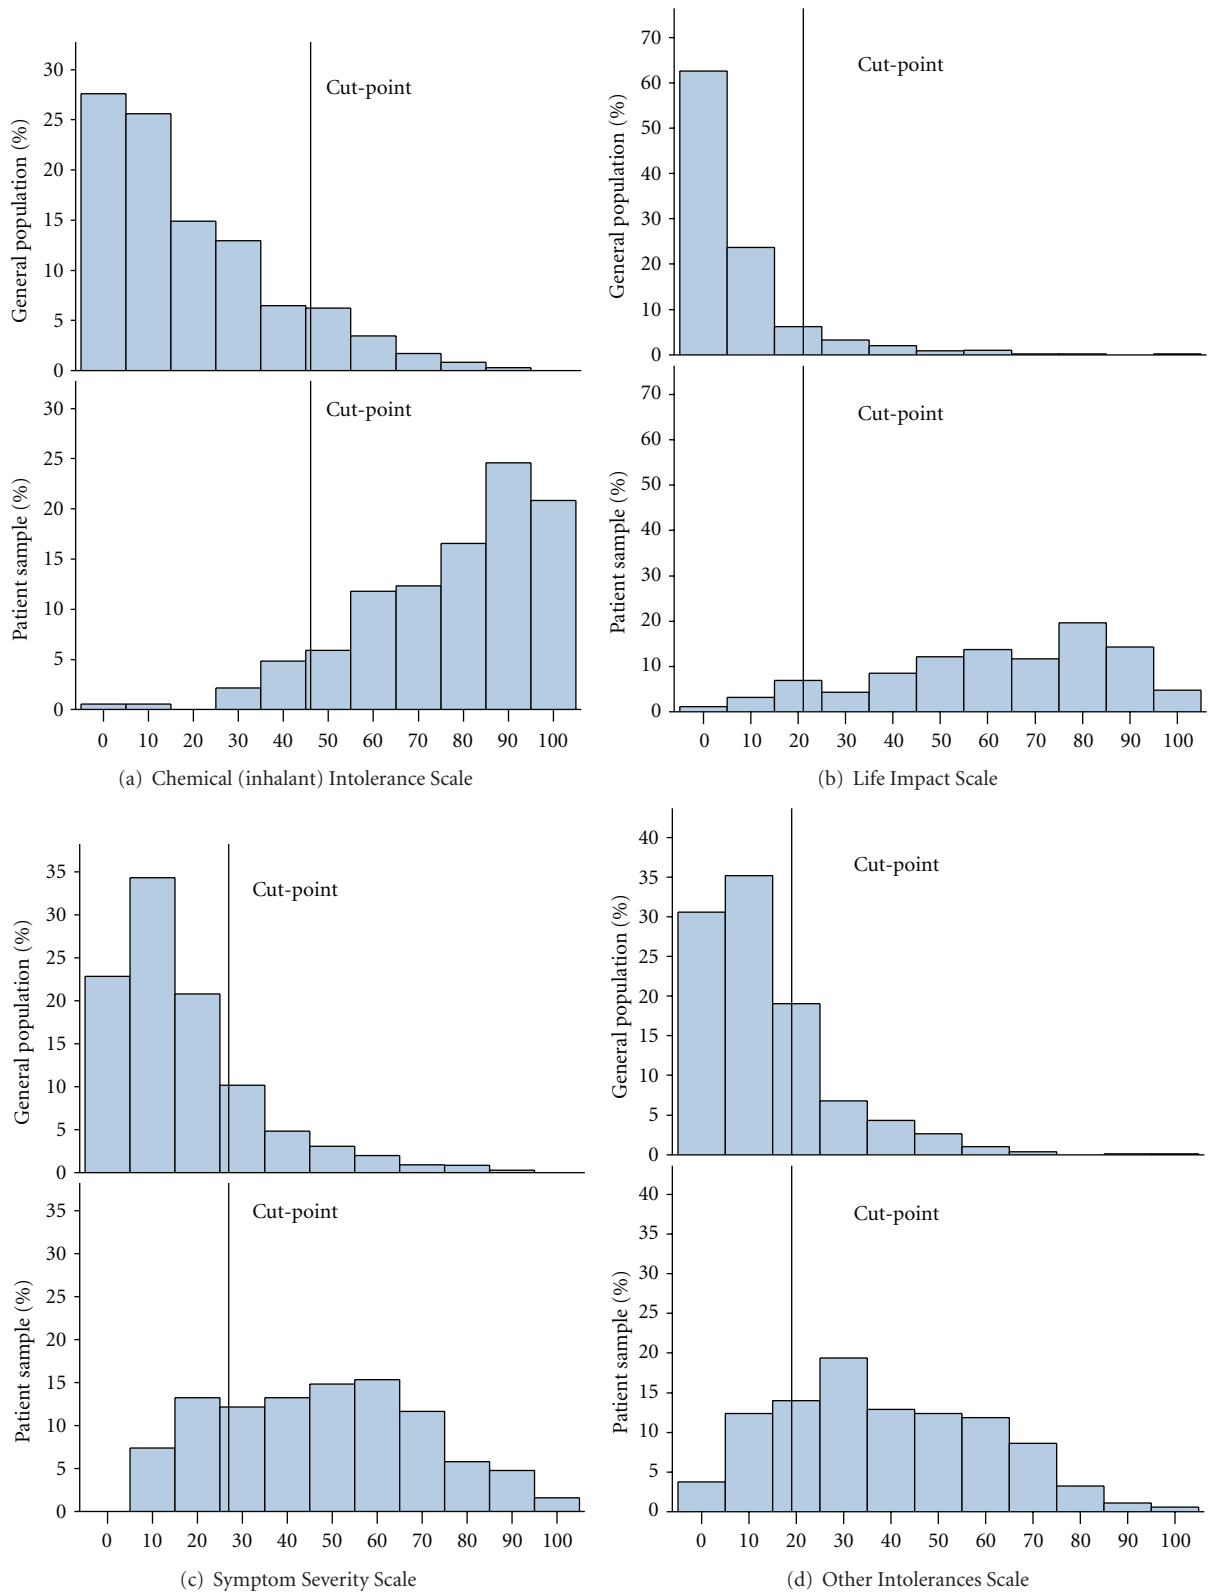 30
25
20
15
10
5
0
General population (%)
Cut-point
30
25
20
15
10
5
0
Patient sample (%)
Cut-point
0 10 20 30 40 50 60 70 80 90 100
(a) Chemical (inhalant) Intolerance Scale
70
60
50
40
30
20
10
0
General population (%)
Cut-point
70
60
50
40
30
20
10
0
Patient sample (%)
Cut-point
0 10 20 30 40 50 60 70 80 90 100
(b) Life Impact Scale
35
30
25
20
15
10
5
0
General population (%)
Cut-point
35
30
25
20
15
10
5
0
Patient sample (%)
Cut-point
0 10 20 30 40 50 60 70 80 90 100
(c) Symptom Severity Scale
40
35
30
25
20
15
10
5
0
General population (%)
Cut-point
40
35
30
25
20
15
10
5
0
Patient sample (%)
Cut-point
0 10 20 30 40 50 60 70 80 90 100
(d) Other Intolerances Scale